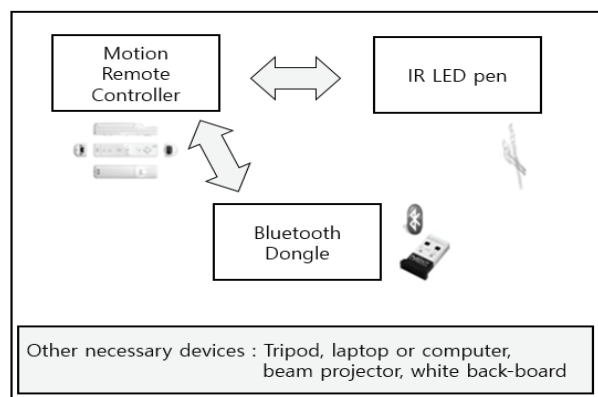 Motion
Remote
Controller
IR LED pen
Bluetooth
Dongle
Other necessary devices : Tripod, laptop or computer,
beam projector, white back-board